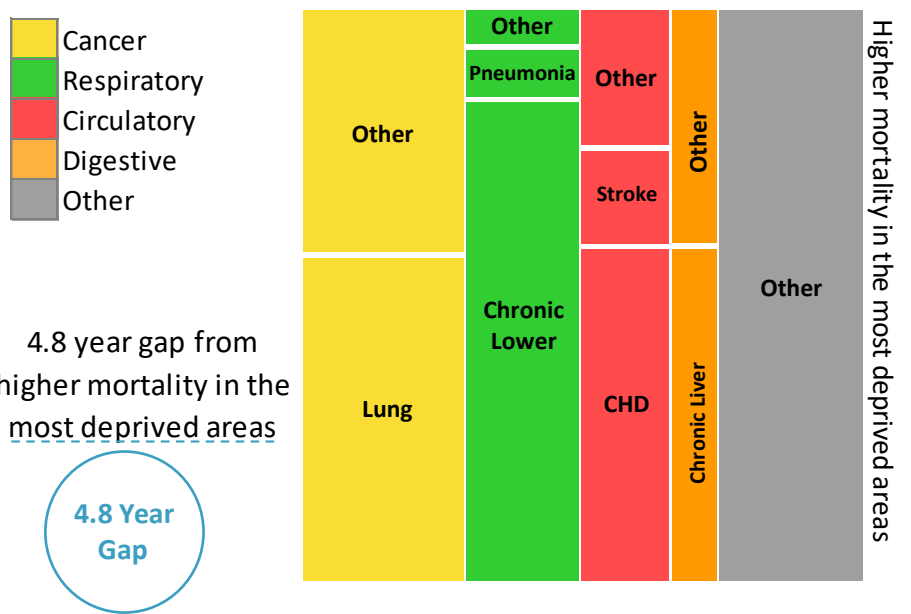 Cancer
Respiratory
Circulatory
Digestive
Other
4.8 year gap from
higher mortality in the
most deprived areas
4.8 Year
Gap
Other
Lung
Other
Pneumonia
Chronic
Lower
Other
Stroke
CHD
Other
Chronic Liver
Other
Higher mortality in the most deprived areas